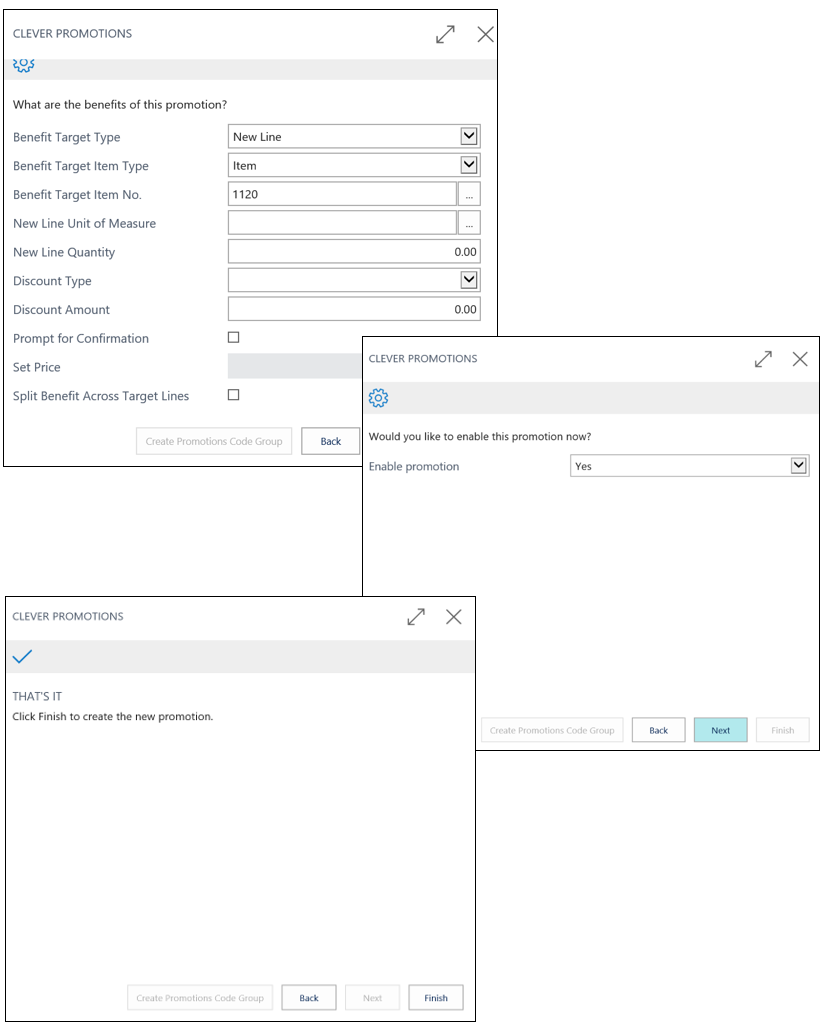 CLEVER PROMOTIONS
What are the benefits of this promotion?
Benefit Target Type New Line
Benefit Target Item Type Item
Benefit Target Item No. 1120 ...
New Line Unit of Measure ...
New Line Quantity 0.00
Discount Type
Discount Amount 0.00
Prompt for Confirmation
Set Price
Split Benefit Across Target Lines
Create Promotions Code Group Back
CLEVER PROMOTIONS
Would you like to enable this promotion now?
Enable promotion Yes
Create Promotions Code Group Back Next Finish
CLEVER PROMOTIONS
THAT'S IT
Click Finish to create the new promotion.
Create Promotions Code Group Back Next Finish